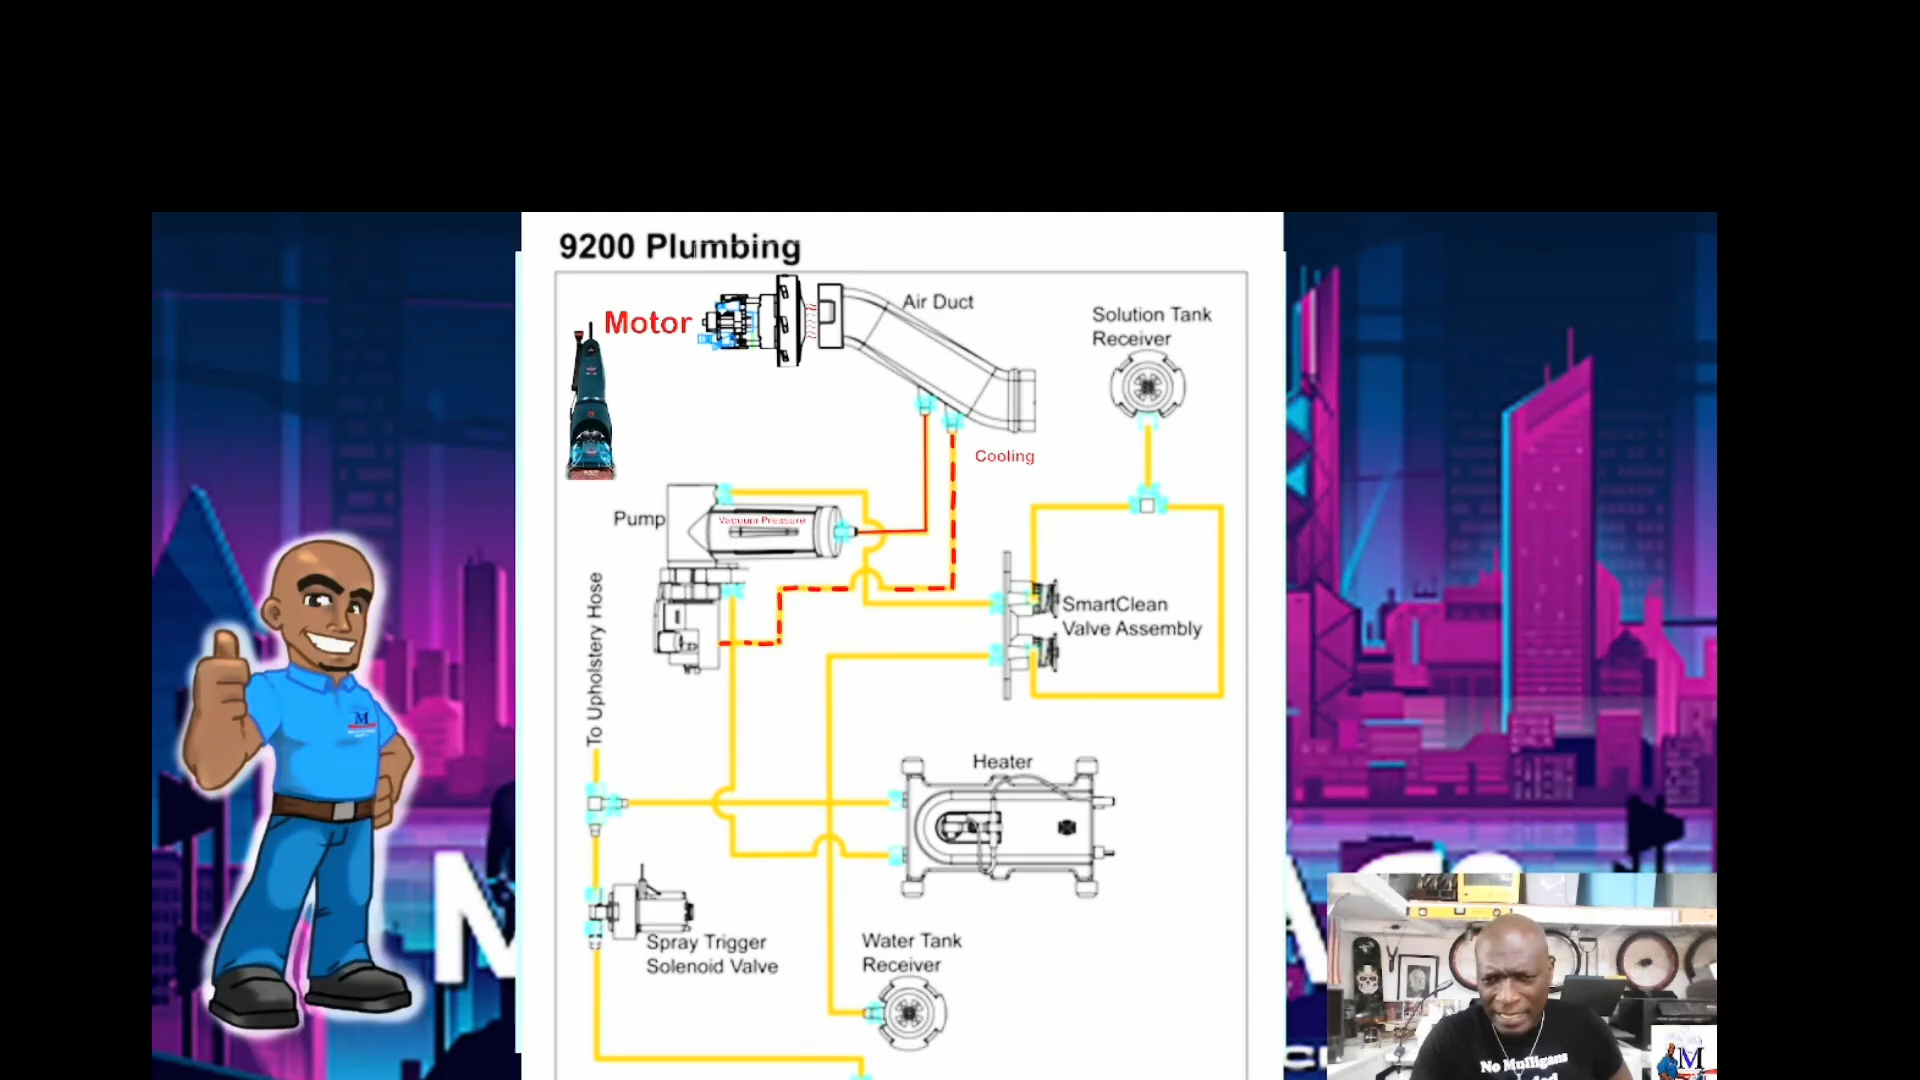 9200 Plumbing
Air Duct
Motor
Solution Tank
Receiver
Cooling
Pump
Vacuum Pressure
To Upholstery Hose
SmartClean
Valve Assembly
Heater
Spray Trigger
Solenoid Valve
Water Tank
Receiver
M
No Mulligans
M